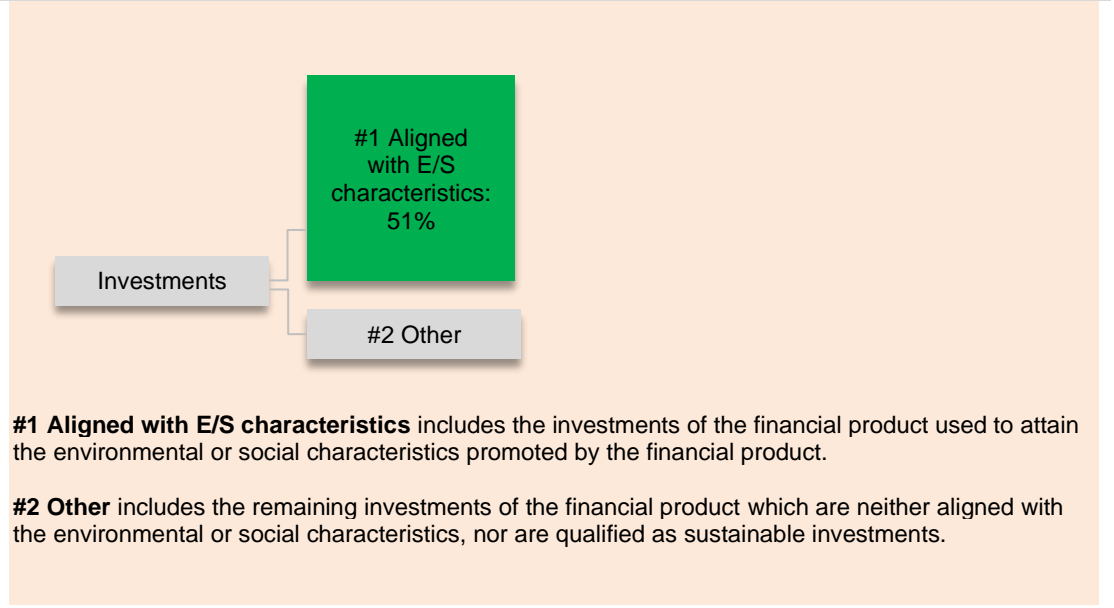 #1 Aligned
with E/S
characteristics:
51%
Investments
#2 Other
#1 Aligned with E/S characteristics includes the investments of the financial product used to attain
the environmental or social characteristics promoted by the financial product.
#2 Other includes the remaining investments of the financial product which are neither aligned with
the environmental or social characteristics, nor are qualified as sustainable investments.